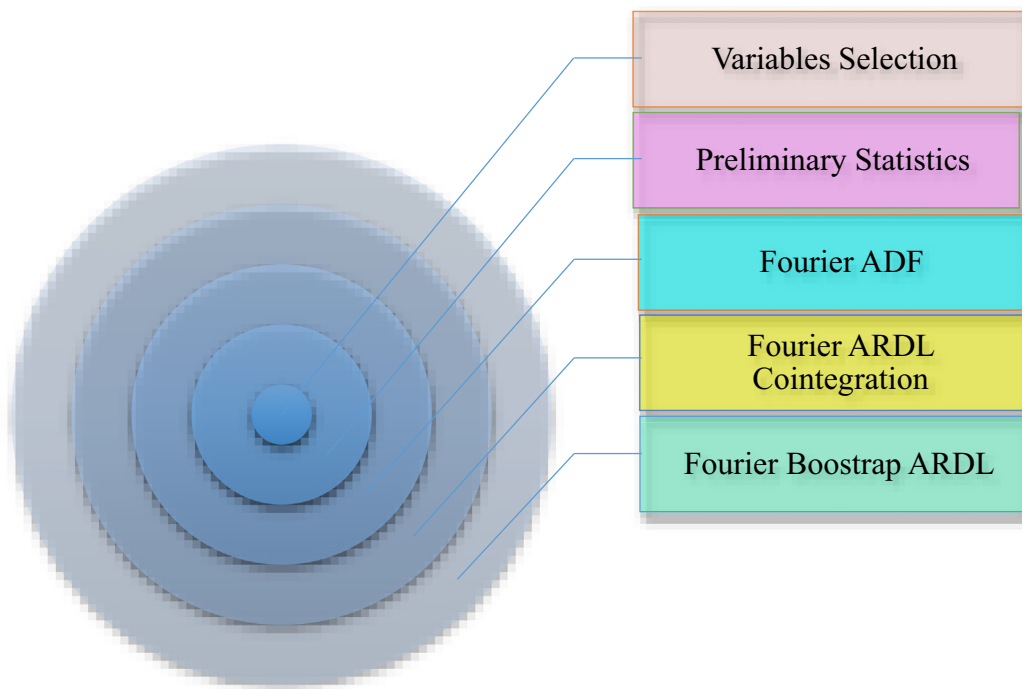 Variables Selection
Preliminary Statistics
Fourier ADF
Fourier ARDL
Cointegration
Fourier Boostrap ARDL